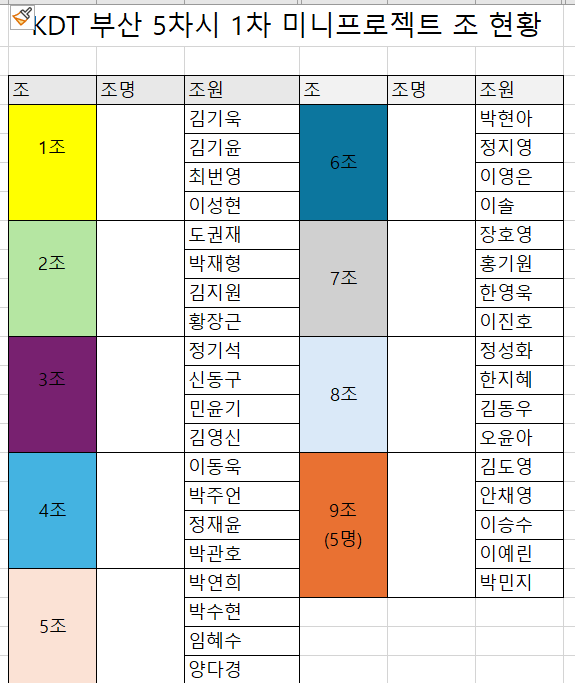 KDT 부산 5차시 1차 미니프로젝트 조 현황
조 조명 조원 조 조명 조원
1조
김기욱
김기윤
최번영
이성현
6조
박현아
정지영
이영은
이솔
2조
도권재
박재형
김지원
황장근
7조
장호영
홍기원
한영욱
이진호
3조
정기석
신동구
민윤기
김영신
8조
정성화
한지혜
김동우
오윤아
4조
이동욱
박주언
정재윤
박관호
9조
(5명)
김도영
안채영
이승수
이예린
박민지
5조
박연희
박수현
임혜수
양다경